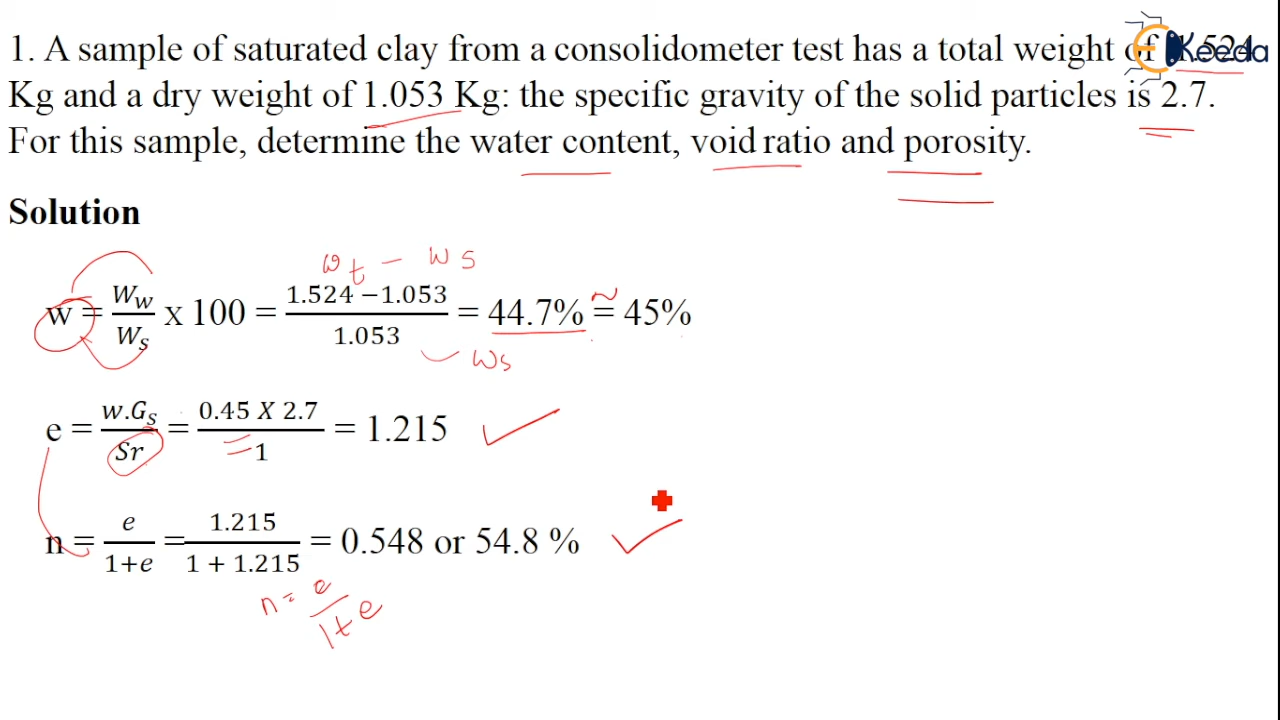 1. A sample of saturated clay from a consolidometer test has a total weight of 1.524
Keeda
Kg and a dry weight of 1.053 Kg: the specific gravity of the solid particles is 2.7.
For this sample, determine the water content, void ratio and porosity.
Solution
Wt - Ws
w = Ww/Ws x 100 = 1.524 −1.053/1.053 = 44.7% ~ = 45%
Ws
e = w.Gs/Sr = 0.45 X 2.7/1 = 1.215
n = e/1+e = 1.215/1 + 1.215 = 0.548 or 54.8 %
n = e/1+e